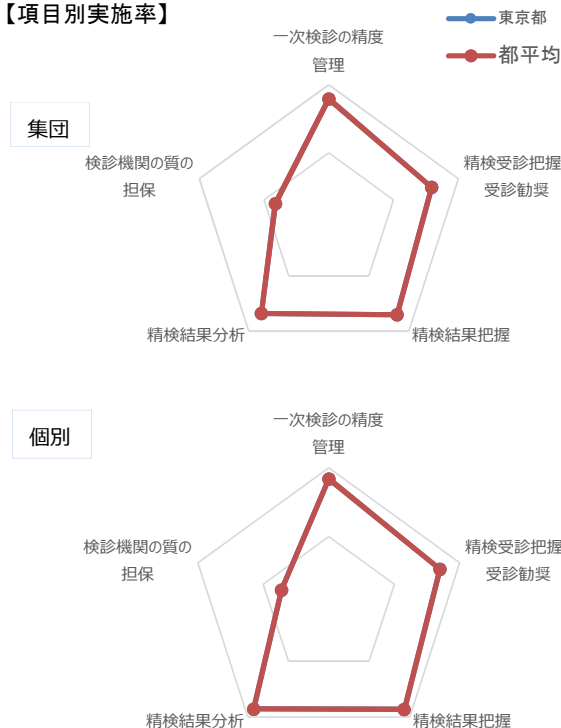 【項目別実施率】
東京都
都平均
集団
一次検診の精度
管理
精検受診把握
受診勧奨
精検結果把握
精検結果分析
検診機関の質の
担保
個別
一次検診の精度
管理
精検受診把握
受診勧奨
精検結果把握
精検結果分析
検診機関の質の
担保